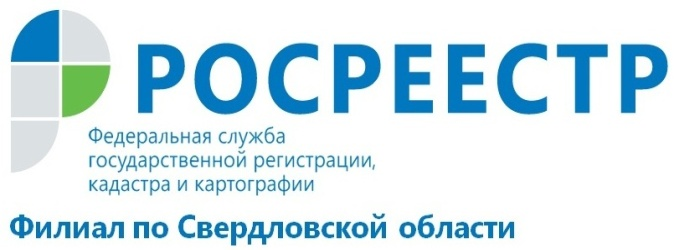 РОСРЕЕСТР
Федеральная служба
государственной регистрации,
кадастра и картографии
Филиал по Свердловской области